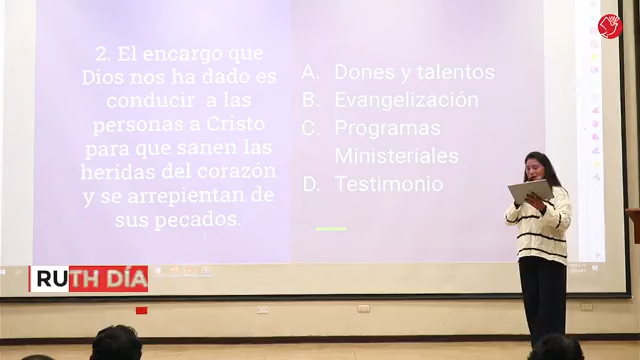 2. El encargo que
Dios nos ha dado es
conducir a las
personas a Cristo
para que sanen las
heridas del corazón
y se arrepientan de
sus pecados.
A. Dones y talentos
B. Evangelización
C. Programas
Ministeriales
D. Testimonio
RUTH DÍA